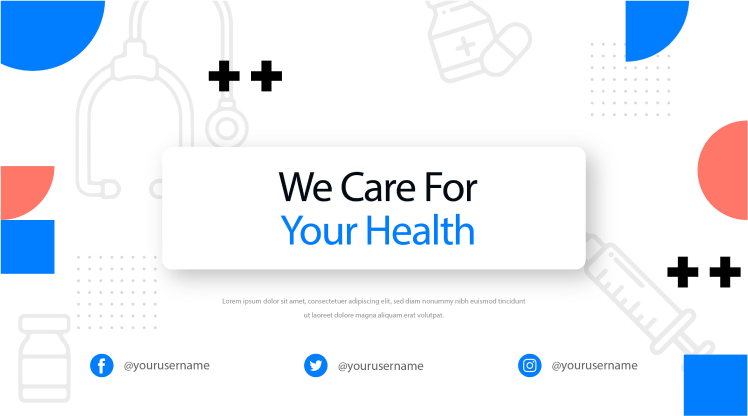 We Care For
Your Health
Lorem ipsum dolor sit amet, consectetuer adipiscing elit, sed diam nonummy nibh euismod tincidunt
ut laoreet dolore magna aliquam erat volutpat.
@yourusername
@yourusername
@yourusername